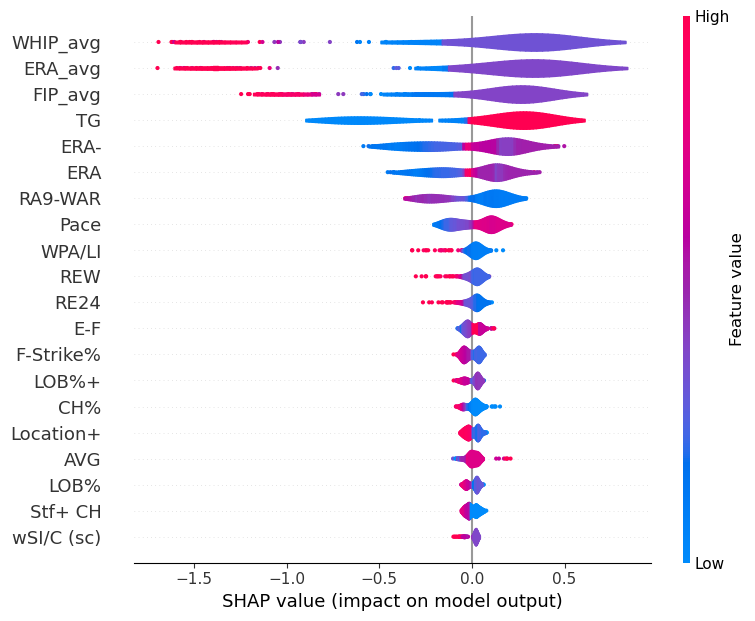 High
WHIP_avg
ERA_avg
FIP_avg
TG
ERA-
ERA
RA9-WAR
Pace
WPA/LI
REW
RE24
E-F
F-Strike%
LOB%+
CH%
Location+
AVG
LOB%
Stf+ CH
wSI/C (sc)
Feature value
Low
−1.5 −1.0 −0.5 0.0 0.5
SHAP value (impact on model output)